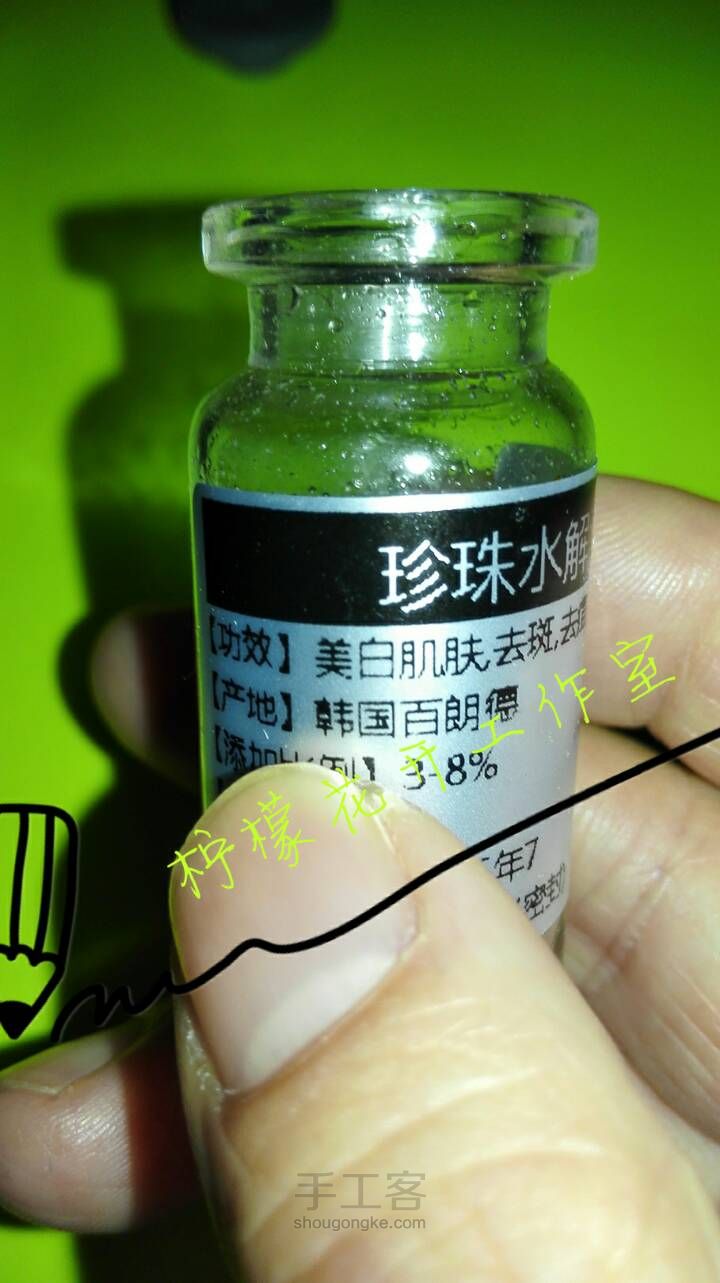 珍珠水解
【功效】美白肌肤,去斑,去
【产地】韩国百朗德
【添加比例】3-8%
年7
密封
柠檬花手工作室
手工客
shougongke.com